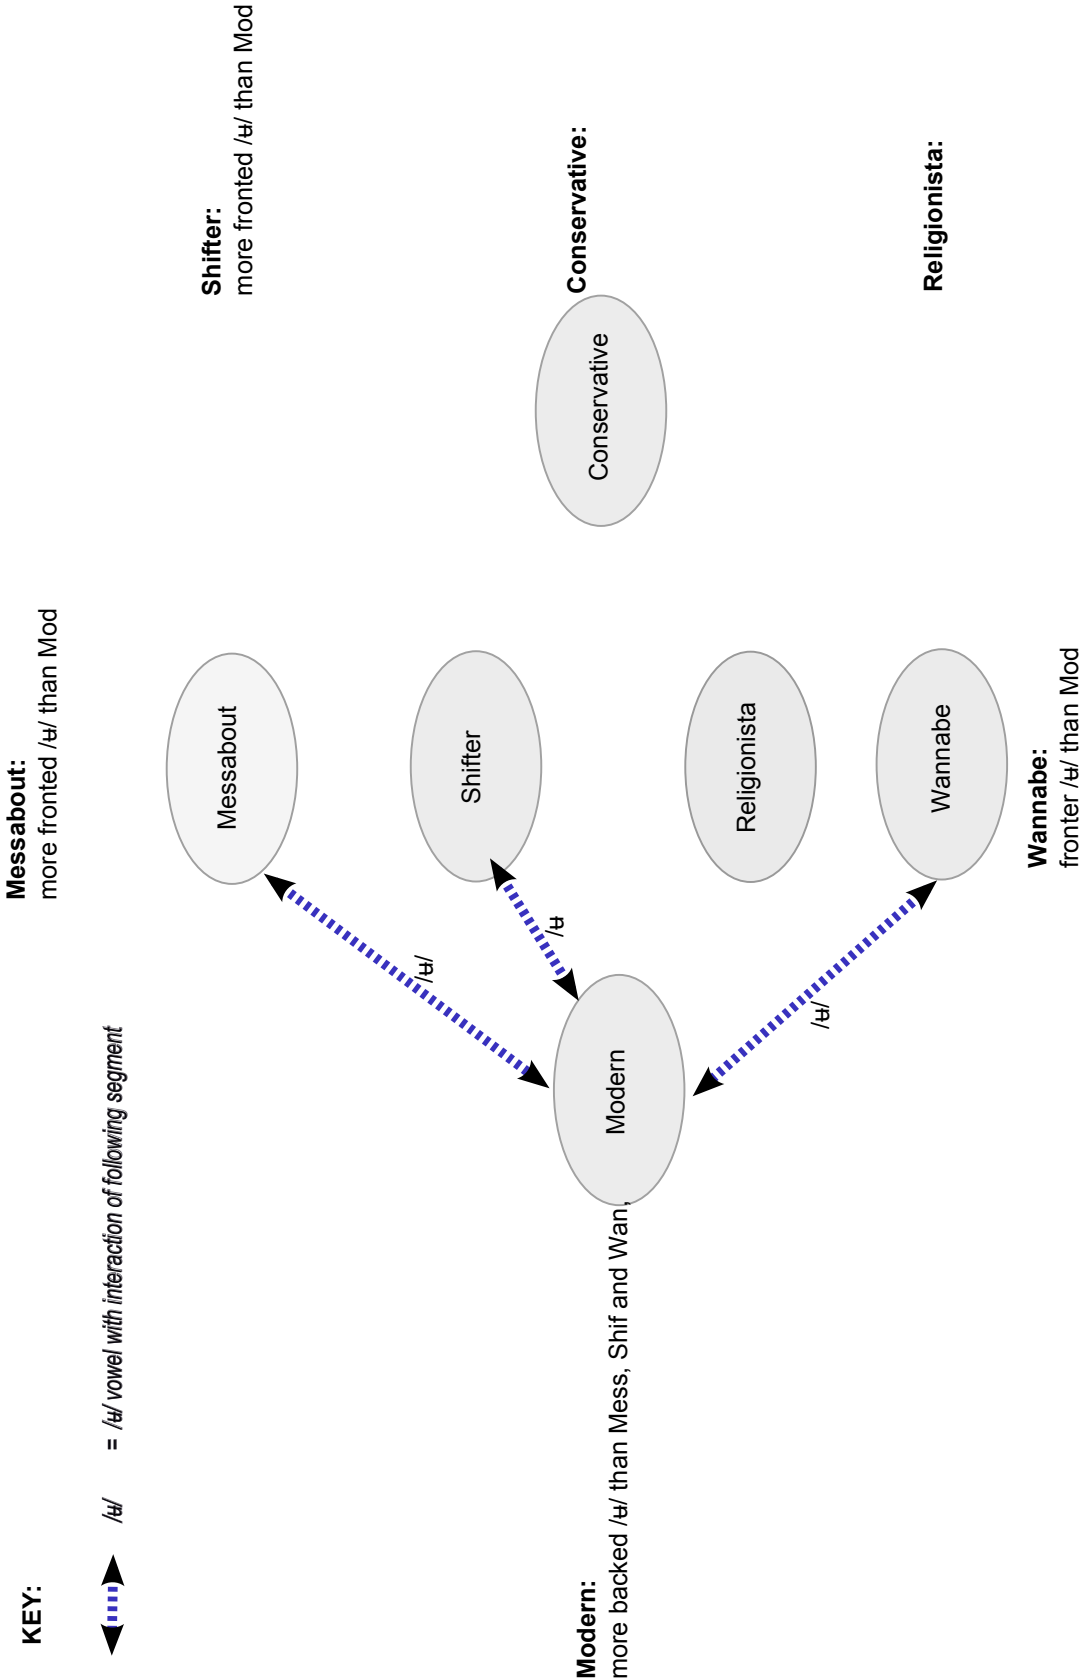 KEY:
/ʉ/ = /ʉ/ vowel with interaction of following segment
Messabout:
more fronted /ʉ/ than Mod
Shifter:
more fronted /ʉ/ than Mod
Messabout
/ʉ/
Shifter
/ʉ
Modern:
more backed /ʉ/ than Mess, Shif and Wan,
Modern
Conservative
Conservative:
Religionista
/ʉ/
Wannabe
Religionista:
Wannabe:
fronter /ʉ/ than Mod